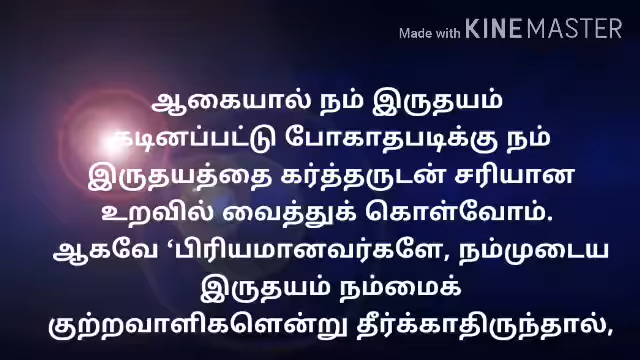 Made with KINEMASTER
ஆகையால் நம் இருதயம்
கடினப்பட்டு போகாதபடிக்கு நம்
இருதயத்தை கர்த்தருடன் சரியான
உறவில் வைத்துக் கொள்வோம்.
ஆகவே ‘பிரியமானவர்களே, நம்முடைய
இருதயம் நம்மைக்
குற்றவாளிகளென்று தீர்க்காதிருந்தால்,